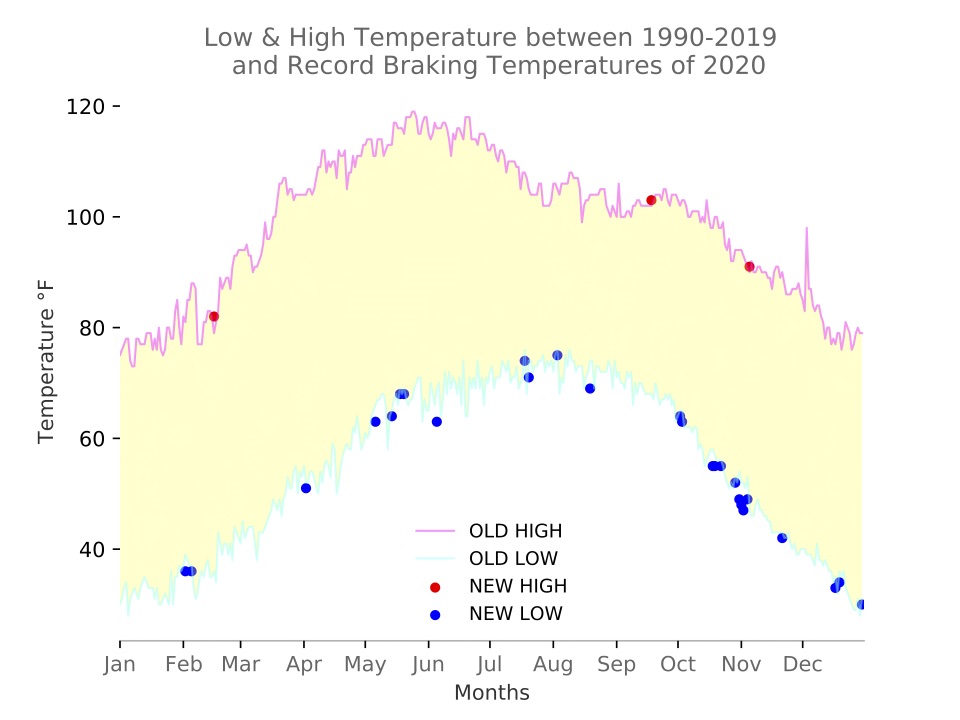 Low & High Temperature between 1990-2019
and Record Braking Temperatures of 2020
120
100
80
60
40
Temperature °F
OLD HIGH
OLD LOW
NEW HIGH
NEW LOW
Jan Feb Mar Apr May Jun Jul Aug Sep Oct Nov Dec
Months